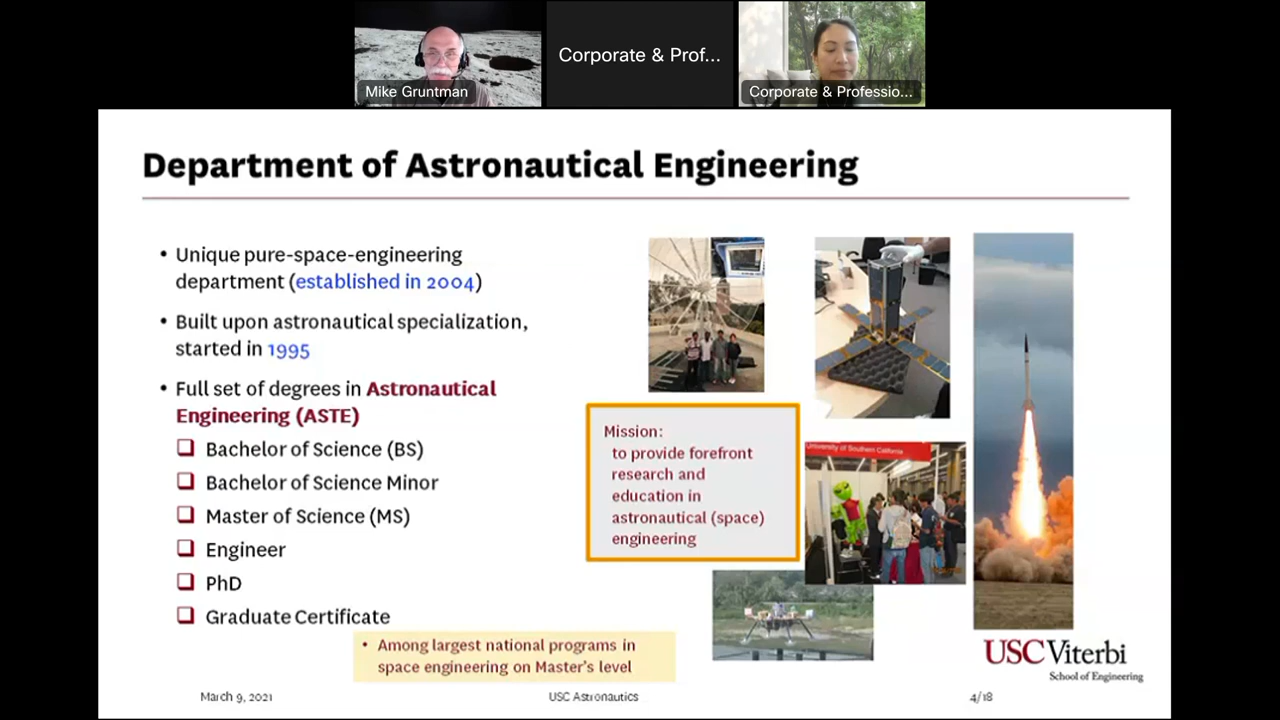 Mike Gruntman
Corporate & Prof...
Corporate & Professio...
Department of Astronautical Engineering
• Unique pure-space-engineering
department (established in 2004)
• Built upon astronautical specialization,
started in 1995
• Full set of degrees in Astronautical
Engineering (ASTE)
❑ Bachelor of Science (BS)
❑ Bachelor of Science Minor
❑ Master of Science (MS)
❑ Engineer
❑ PhD
❑ Graduate Certificate
• Among largest national programs in
space engineering on Master's level
Mission:
to provide forefront
research and
education in
astronautical (space)
engineering
University of Southern California
USC Viterbi
School of Engineering
March 9, 2021
USC Astronautics
4/18